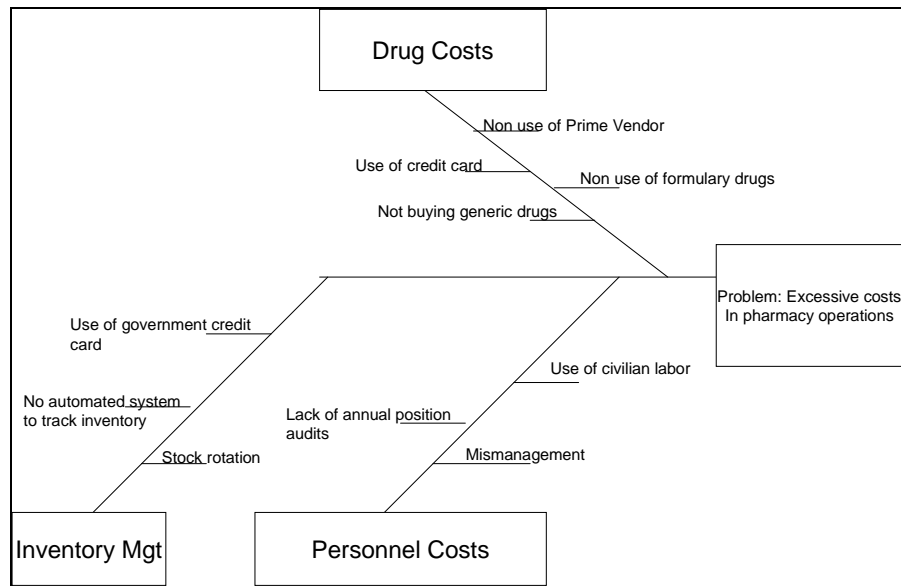 Drug Costs
Non use of Prime Vendor
Use of credit card
Non use of formulary drugs
Not buying generic drugs
Problem: Excessive costs
In pharmacy operations
Use of government credit
card
Use of civilian labor
No automated system
to track inventory
Lack of annual position
audits
Stock rotation
Mismanagement
Inventory Mgt
Personnel Costs